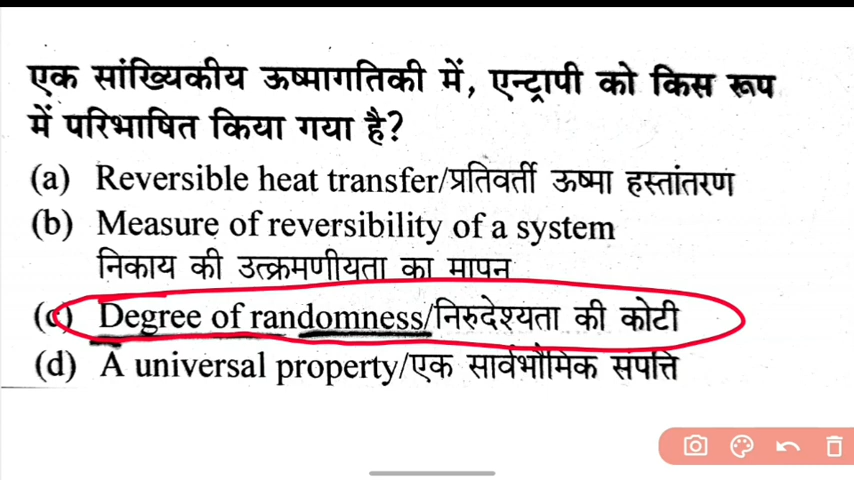 एक सांख्यिकीय ऊष्मागतिकी में, एन्ट्रापी को किस रूप
में परिभाषित किया गया है?
(a) Reversible heat transfer/प्रतिवर्ती ऊष्मा हस्तांतरण
(b) Measure of reversibility of a system
निकाय की उत्क्रमणीयता का मापन
(c) Degree of randomness/निरुदेश्यता की कोटी
(d) A universal property/एक सार्वभौमिक संपत्ति